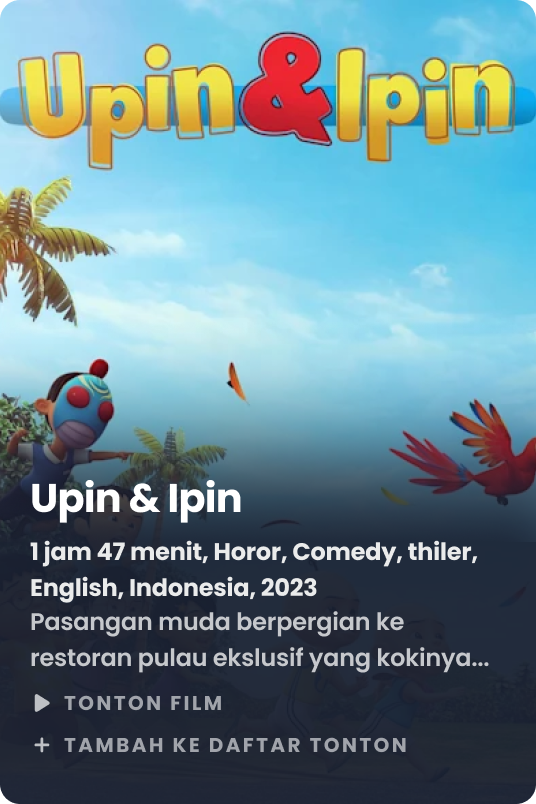 Upin & Ipin
Upin & Ipin
1 jam 47 menit, Horor, Comedy, thiler,
English, Indonesia, 2023
Pasangan muda berpergian ke
restoran pulau ekslusif yang kokinya...
TONTON FILM
TAMBAH KE DAFTAR TONTON